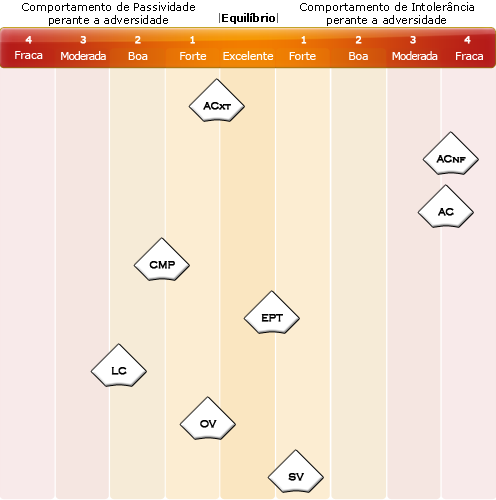 Comportamento de Passividade
perante a adversidade
|Equilíbrio|
Comportamento de Intolerância
perante a adversidade
4 3 2 1 1 2 3 4
Fraca Moderada Boa Forte Excelente Forte Boa Moderada Fraca
ACXT
ACNF
AC
CMP
EPT
LC
OV
SV